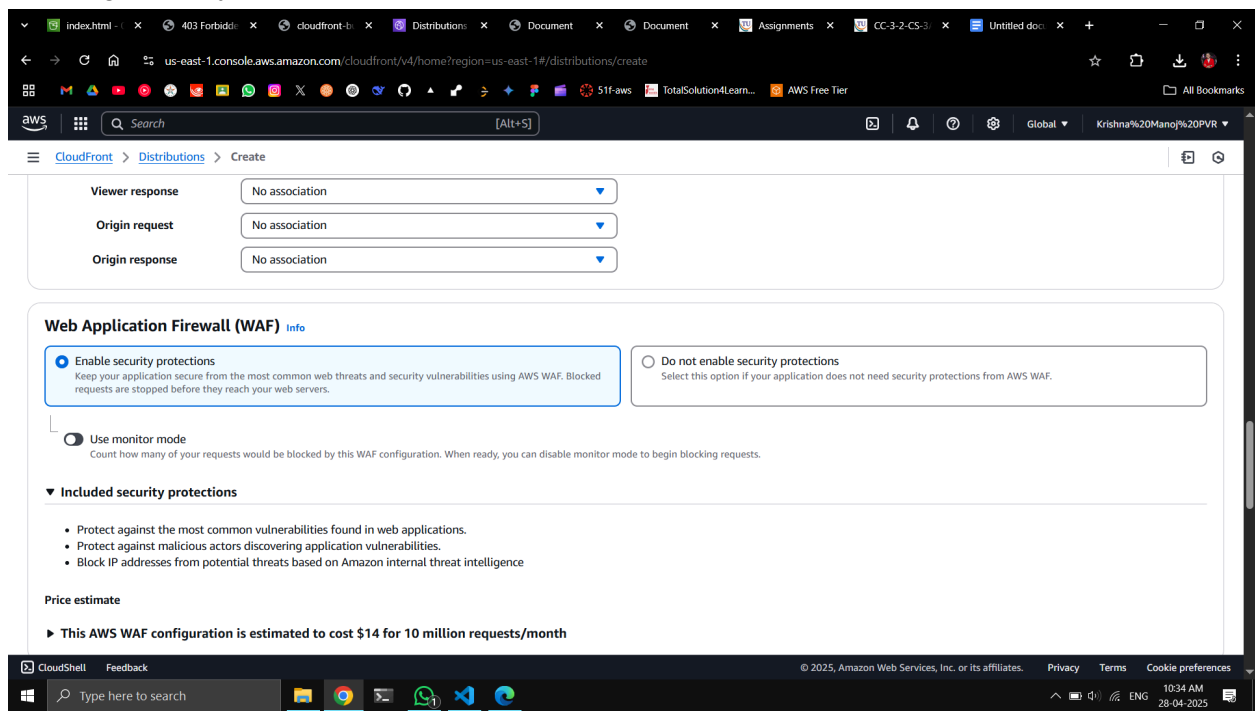 index.html - (
403 Forbidde
cloudfront-b
Distributions
Document
Document
Assignments
CC-3-2-CS-3/
Untitled doc
us-east-1.console.aws.amazon.com/cloudfront/v4/home?region=us-east-1#/distributions/create
51f-aws
TotalSolution4Learn...
AWS Free Tier
All Bookmarks
aws
Search
[Alt+S]
Global
Krishna%20Manoj%20PVR
CloudFront > Distributions > Create
Viewer response
No association
Origin request
No association
Origin response
No association
Web Application Firewall (WAF) Info
Enable security protections
Keep your application secure from the most common web threats and security vulnerabilities using AWS WAF. Blocked
requests are stopped before they reach your web servers.
Do not enable security protections
Select this option if your application does not need security protections from AWS WAF.
Use monitor mode
Count how many of your requests would be blocked by this WAF configuration. When ready, you can disable monitor mode to begin blocking requests.
Included security protections
• Protect against the most common vulnerabilities found in web applications.
• Protect against malicious actors discovering application vulnerabilities.
• Block IP addresses from potential threats based on Amazon internal threat intelligence
Price estimate
This AWS WAF configuration is estimated to cost $14 for 10 million requests/month
CloudShell
Feedback
© 2025, Amazon Web Services, Inc. or its affiliates.
Privacy
Terms
Cookie preferences
Type here to search
ENG
10:34 AM
28-04-2025